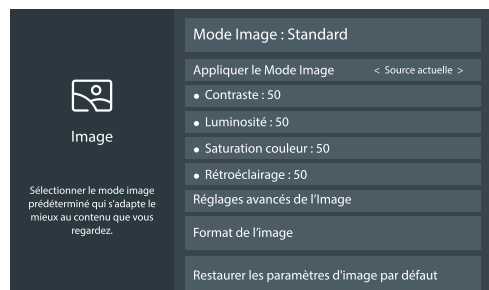 Image
Sélectionner le mode image
prédéterminé qui s'adapte le
mieux au contenu que vous
regardez.
Mode Image : Standard
Appliquer le Mode Image < Source actuelle >
• Contraste : 50
• Luminosité : 50
• Saturation couleur : 50
• Rétroéclairage : 50
Réglages avancés de l'Image
Format de l'image
Restaurer les paramètres d'image par défaut